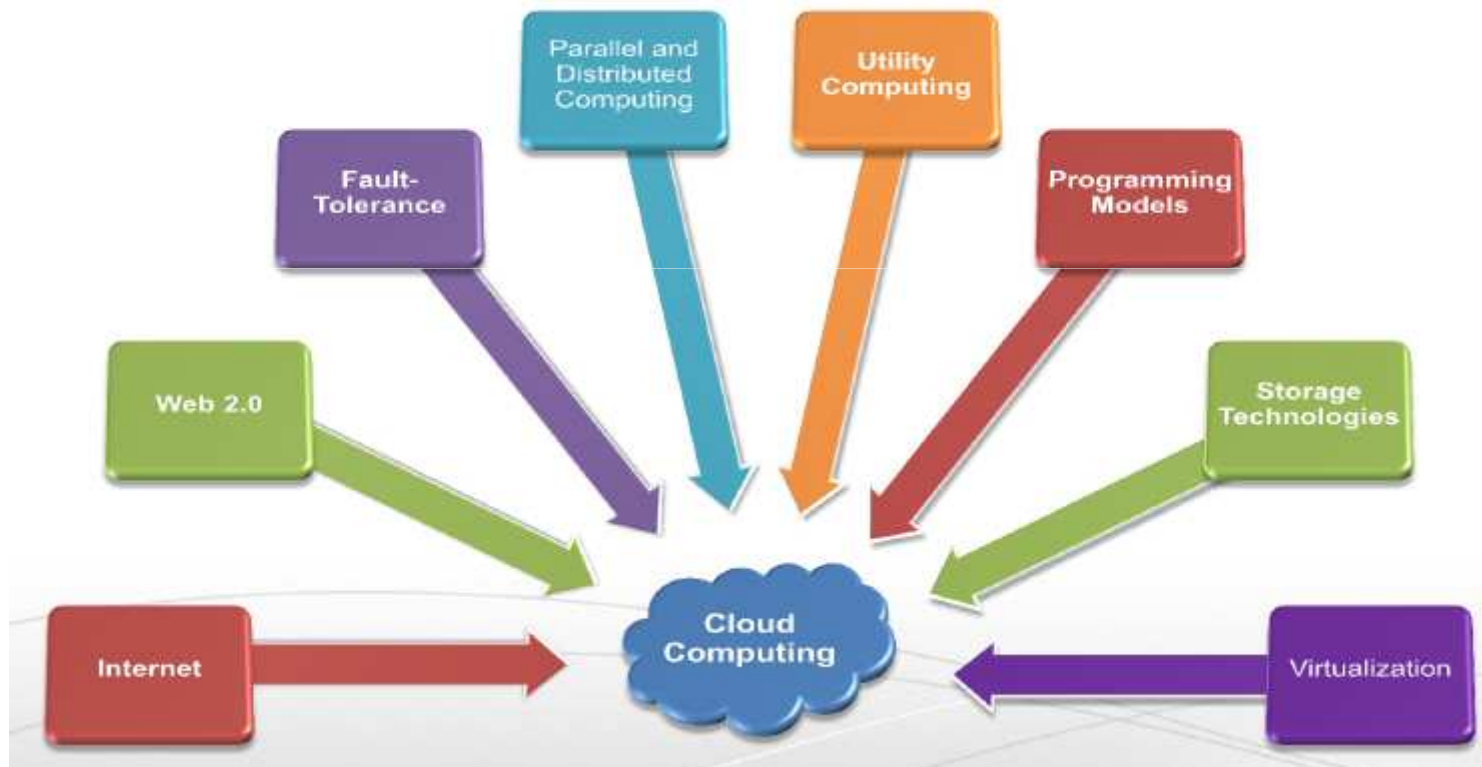 Parallel and
Distributed
Computing
Utility
Computing
Fault-
Tolerance
Programming
Models
Web 2.0
Storage
Technologies
Internet
Cloud
Computing
Virtualization